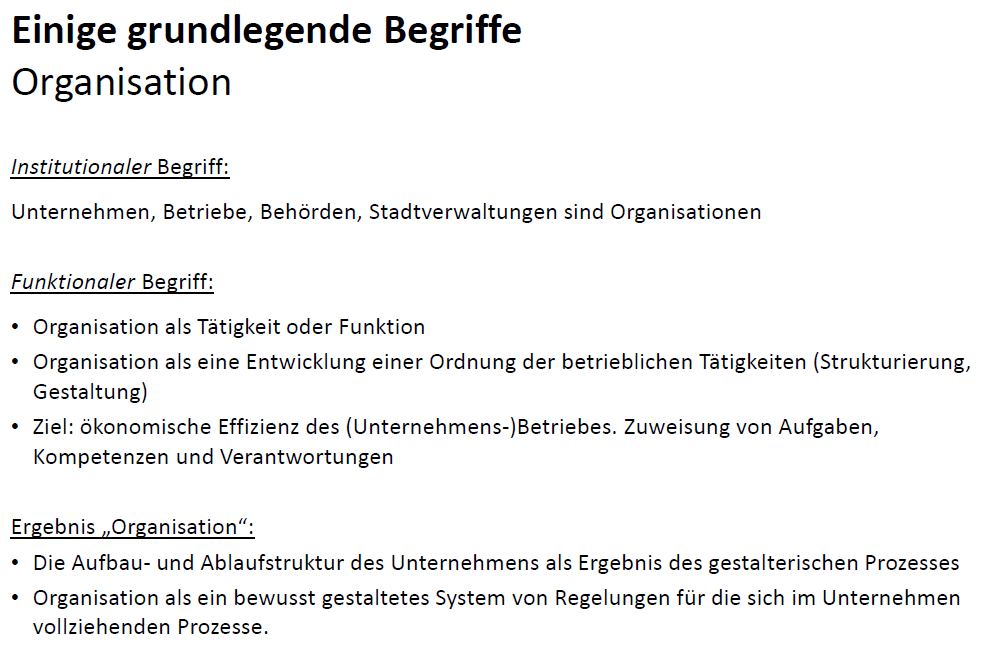 Einige grundlegende Begriffe
Organisation
Institutionaler Begriff:
Unternehmen, Betriebe, Behörden, Stadtverwaltungen sind Organisationen
Funktionaler Begriff:
• Organisation als Tätigkeit oder Funktion
• Organisation als eine Entwicklung einer Ordnung der betrieblichen Tätigkeiten (Strukturierung,
Gestaltung)
• Ziel: ökonomische Effizienz des (Unternehmens-)Betriebes. Zuweisung von Aufgaben,
Kompetenzen und Verantwortungen
Ergebnis „Organisation“:
• Die Aufbau- und Ablaufstruktur des Unternehmens als Ergebnis des gestalterischen Prozesses
• Organisation als ein bewusst gestaltetes System von Regelungen für die sich im Unternehmen
vollziehenden Prozesse.